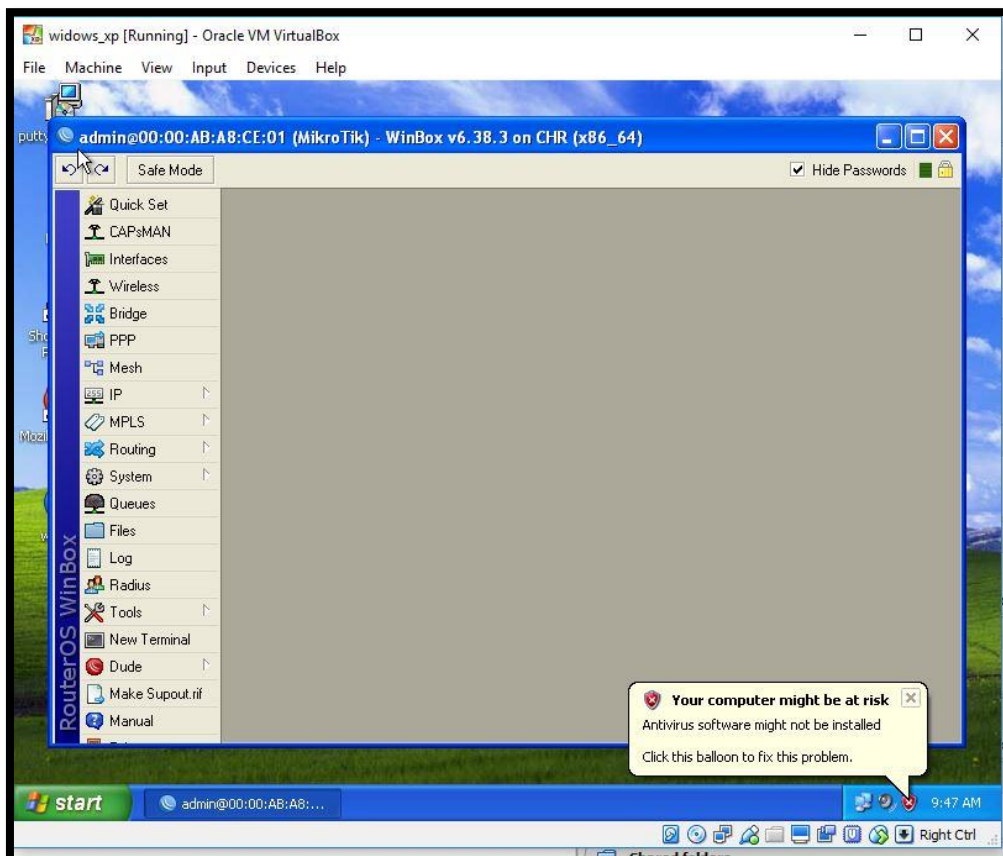 widows_xp [Running] - Oracle VM VirtualBox
File Machine View Input Devices Help
putty
admin@00:00:AB:A8:CE:01 (MikroTik) - WinBox v6.38.3 on CHR (x86_64)
Safe Mode
Hide Passwords
Quick Set
CAPsMAN
Interfaces
Wireless
Bridge
PPP
Mesh
IP
MPLS
Routing
System
Queues
Files
Log
Radius
Tools
New Terminal
Dude
Make Supout.rif
Manual
RouterOS WinBox
Sho
Mozil
Your computer might be at risk
Antivirus software might not be installed
Click this balloon to fix this problem.
start
admin@00:00:AB:A8:...
9:47 AM
Right Ctrl